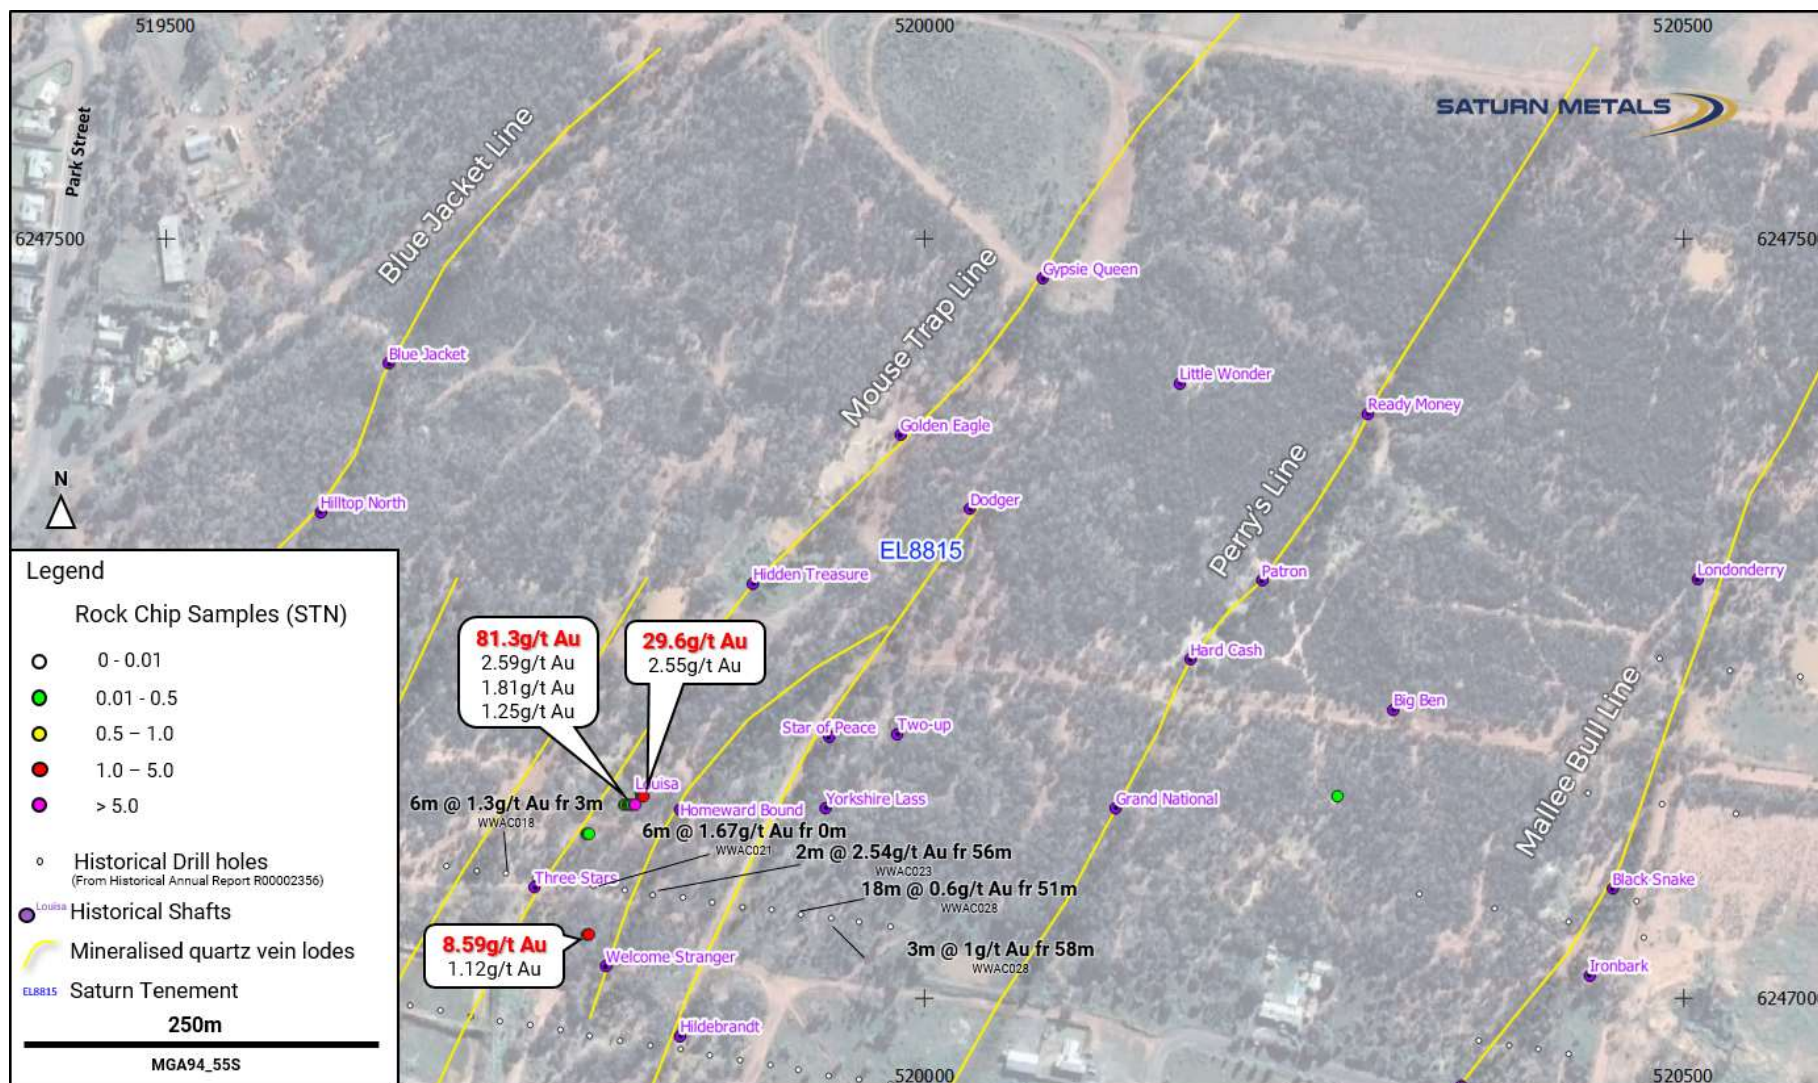 519500
520000
520500
SATURN METALS
Park Street
Blue Jacket Line
6247500
6247500
Mouse Trap Line
Gypsie Queen
Blue Jacket
Little Wonder
Ready Money
Golden Eagle
Perry's Line
N
Hilltop North
Dodger
EL8815
Hidden Treasure
Patron
Londonderry
Legend
Rock Chip Samples (STN)
0 - 0.01
0.01 - 0.5
0.5 – 1.0
1.0 – 5.0
> 5.0
Historical Drill holes
(From Historical Annual Report R00002356)
Louisa Historical Shafts
Mineralised quartz vein lodes
EL8815 Saturn Tenement
250m
MGA94_55S
81.3g/t Au
2.59g/t Au
1.81g/t Au
1.25g/t Au
29.6g/t Au
2.55g/t Au
Hard Cash
Big Ben
Mallee Bull Line
Star of Peace
Two-up
Louisa
6m @ 1.3g/t Au fr 3m
WWAC018
Homeward Bound
Yorkshire Lass
Grand National
6m @ 1.67g/t Au fr 0m
WWAC021
2m @ 2.54g/t Au fr 56m
WWAC023
Three Stars
18m @ 0.6g/t Au fr 51m
WWAC028
Black Snake
8.59g/t Au
1.12g/t Au
Welcome Stranger
3m @ 1g/t Au fr 58m
WWAC028
Ironbark
6247000
Hildebrandt
520000
520500